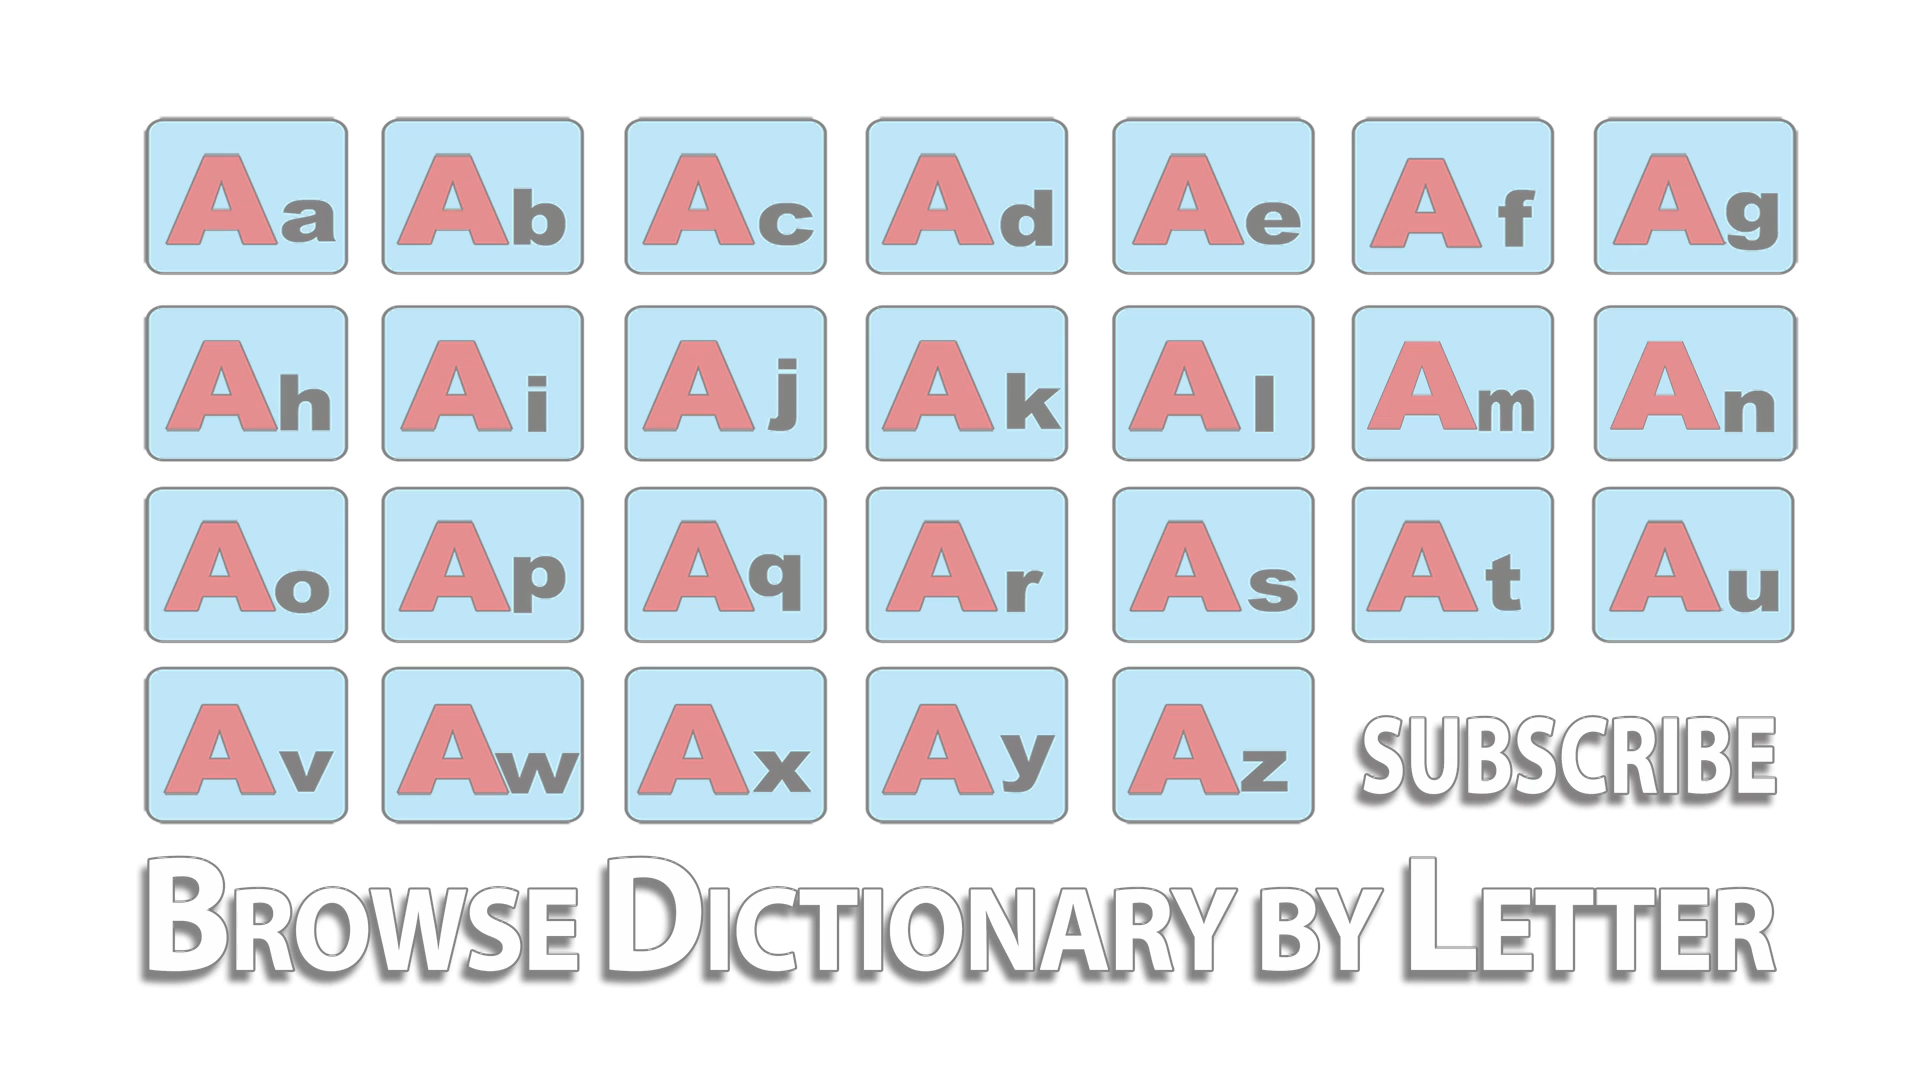 Aa Ab Ac Ad Ae Af Ag
Ah Ai Aj Ak Al Am An
Ao Ap Aq Ar As At Au
Av Aw Ax Ay Az SUBSCRIBE
BROWSE DICTIONARY BY LETTER